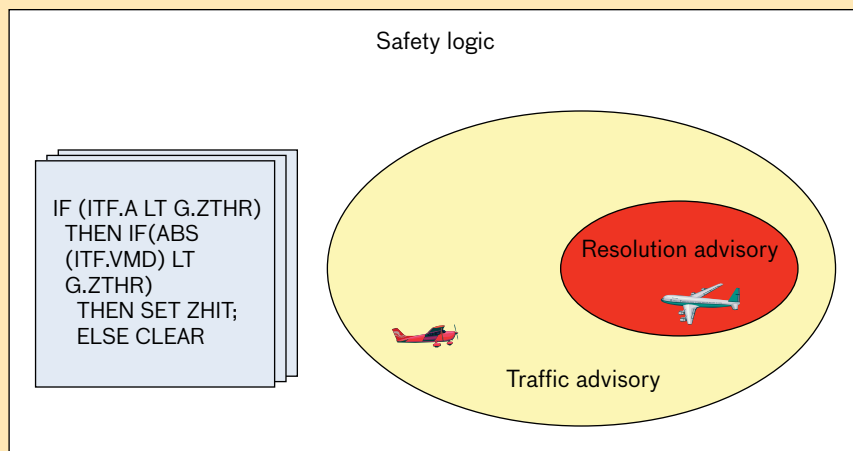 Safety logic
IF (ITF.A LT G.ZTHR)
THEN IF(ABS
(ITF.VMD) LT
G.ZTHR)
THEN SET ZHIT;
ELSE CLEAR
Resolution advisory
Traffic advisory